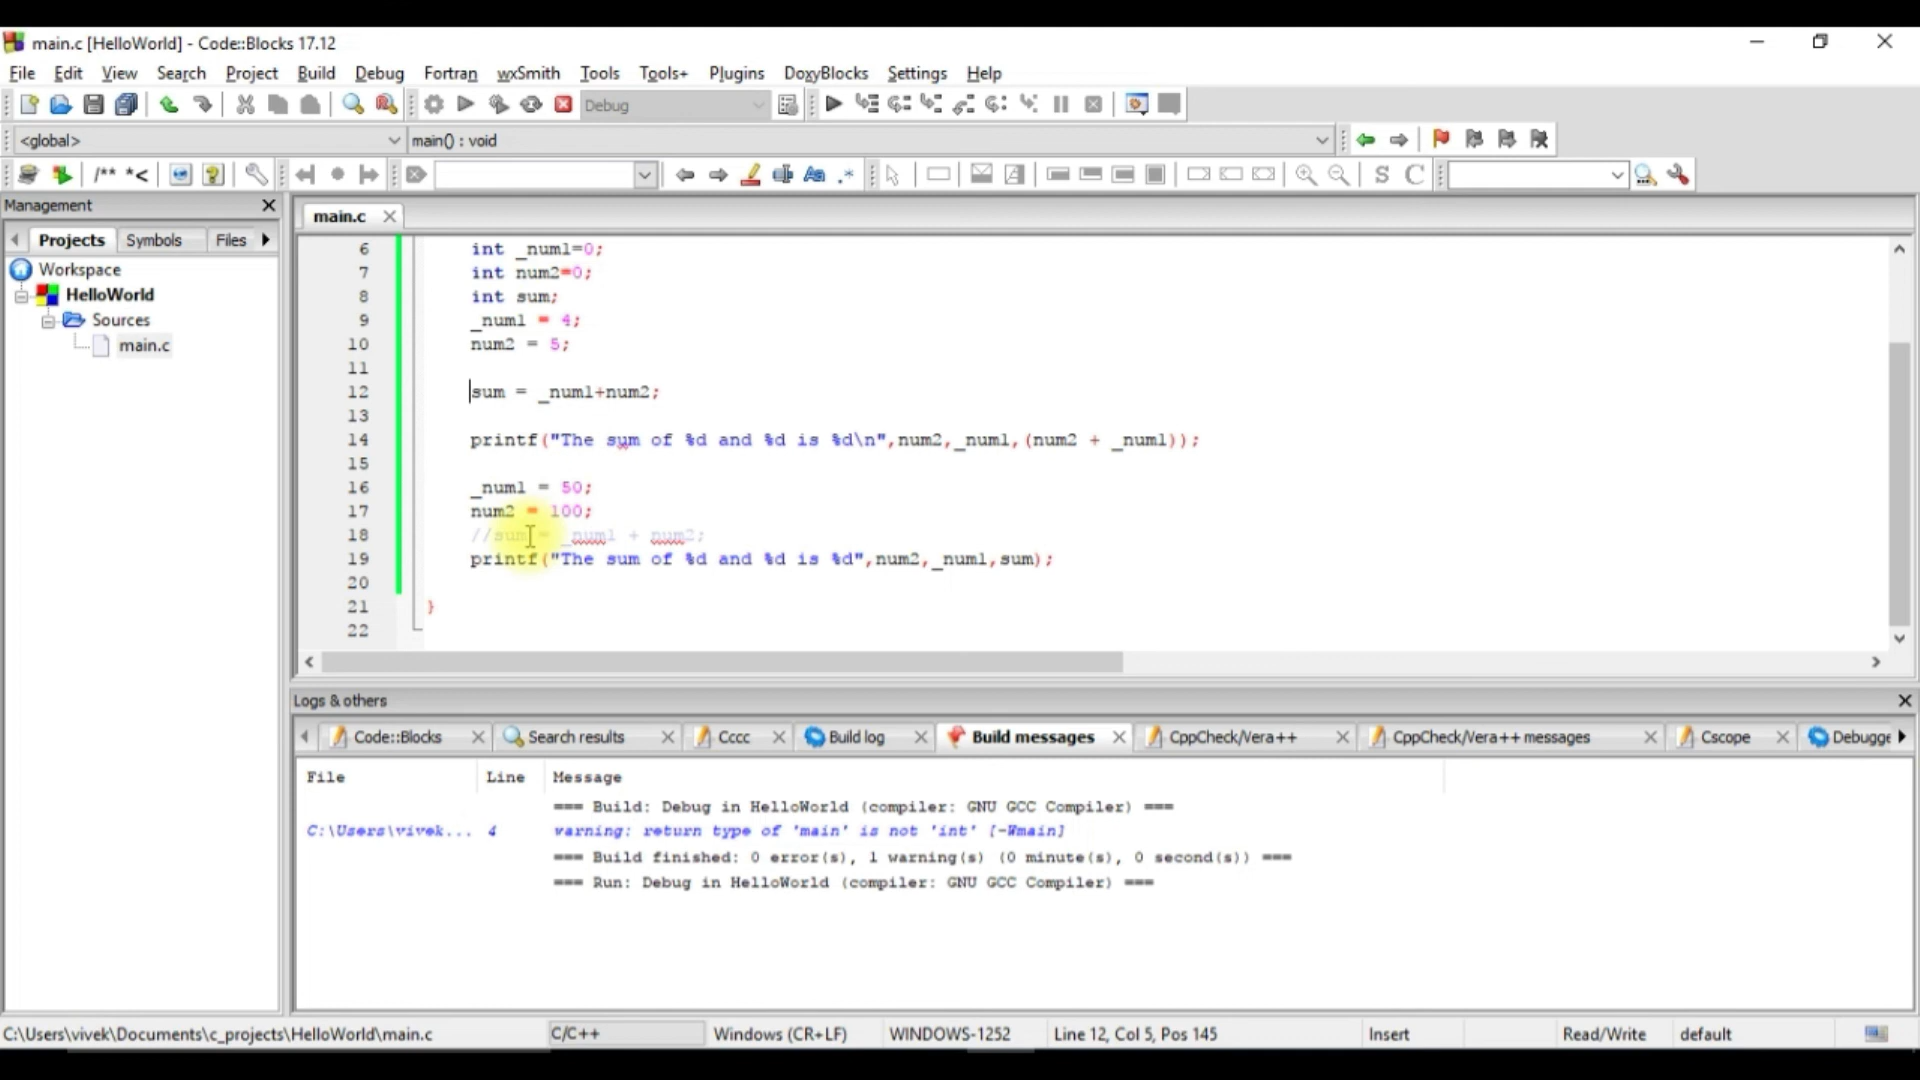 main.c [HelloWorld] - Code::Blocks 17.12
File Edit View Search Project Build Debug Fortran wxSmith Tools Tools+ Plugins DoxyBlocks Settings Help
Debug
<global> main() : void
/** *< Aa .* S C
Management
main.c
Projects Symbols Files
Workspace
HelloWorld
Sources
main.c
6 int _num1=0;
7 int num2=0;
8 int sum;
9 _num1 = 4;
10 num2 = 5;
11
12 sum = _num1+num2;
13
14 printf("The sum of %d and %d is %d\n",num2,_num1,(num2 + _num1));
15
16 _num1 = 50;
17 num2 = 100;
18 //sum = _num1 + num2;
19 printf("The sum of %d and %d is %d",num2,_num1,sum);
20
21 }
22
Logs & others
Code::Blocks Search results Cccc Build log Build messages CppCheck/Vera++ CppCheck/Vera++ messages Cscope Debugge
File Line Message
=== Build: Debug in HelloWorld (compiler: GNU GCC Compiler) ===
C:\Users\vivek... 4 warning: return type of 'main' is not 'int' [-Wmain]
=== Build finished: 0 error(s), 1 warning(s) (0 minute(s), 0 second(s)) ===
=== Run: Debug in HelloWorld (compiler: GNU GCC Compiler) ===
C:\Users\vivek\Documents\c_projects\HelloWorld\main.c C/C++ Windows (CR+LF) WINDOWS-1252 Line 12, Col 5, Pos 145 Insert Read/Write default